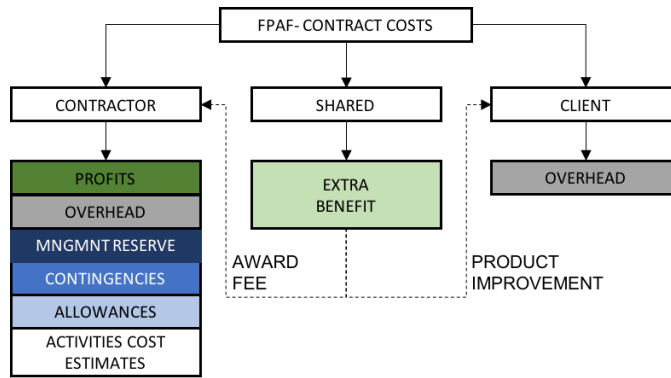 FPAF- CONTRACT COSTS
CONTRACTOR
SHARED
CLIENT
PROFITS
OVERHEAD
MNGMNT RESERVE
CONTINGENCIES
ALLOWANCES
ACTIVITIES COST
ESTIMATES
EXTRA
BENEFIT
OVERHEAD
AWARD
FEE
PRODUCT
IMPROVEMENT